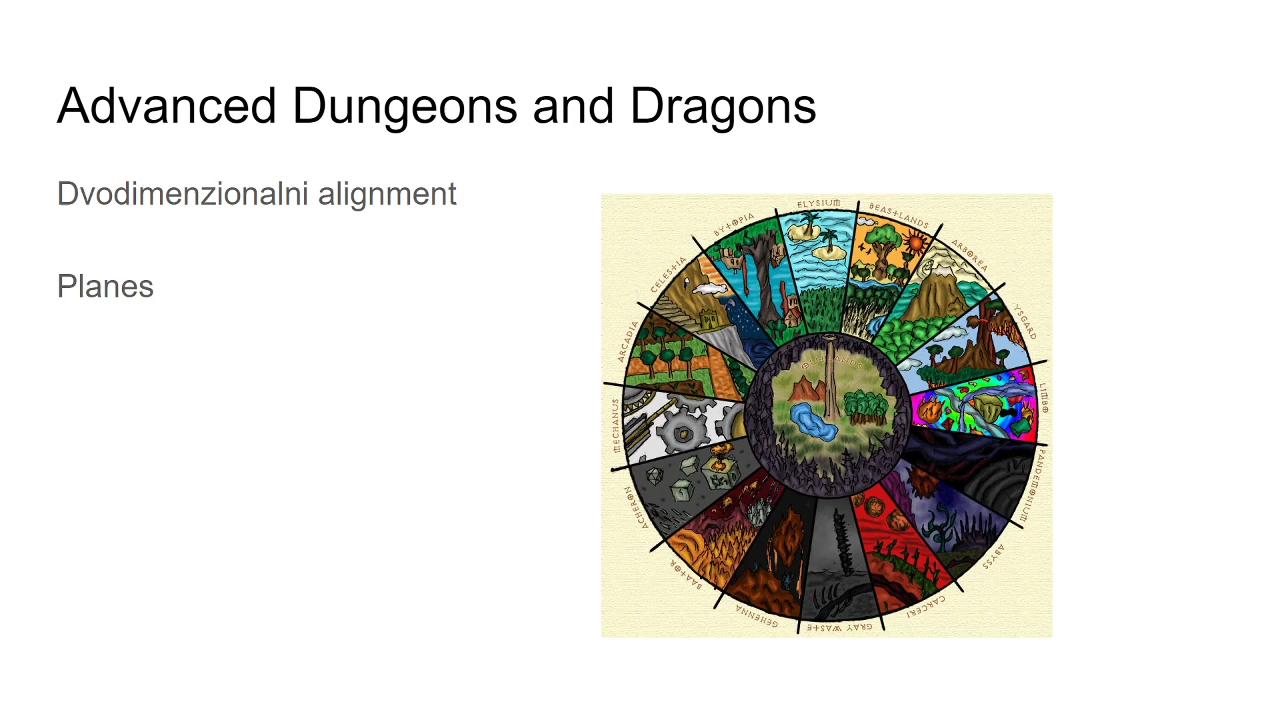 Advanced Dungeons and Dragons
Dvodimenzionalni alignment
Planes
ELYSIUM
BEASTLANDS
ARBOREA
YSGARD
LIMBO
PANDEMONIUM
ABYSS
CARCERI
GRAY WASTE
GEHENNA
BAATOR
ACHERON
MECHANUS
ARCADIA
CELESTIA
BYTOPIA